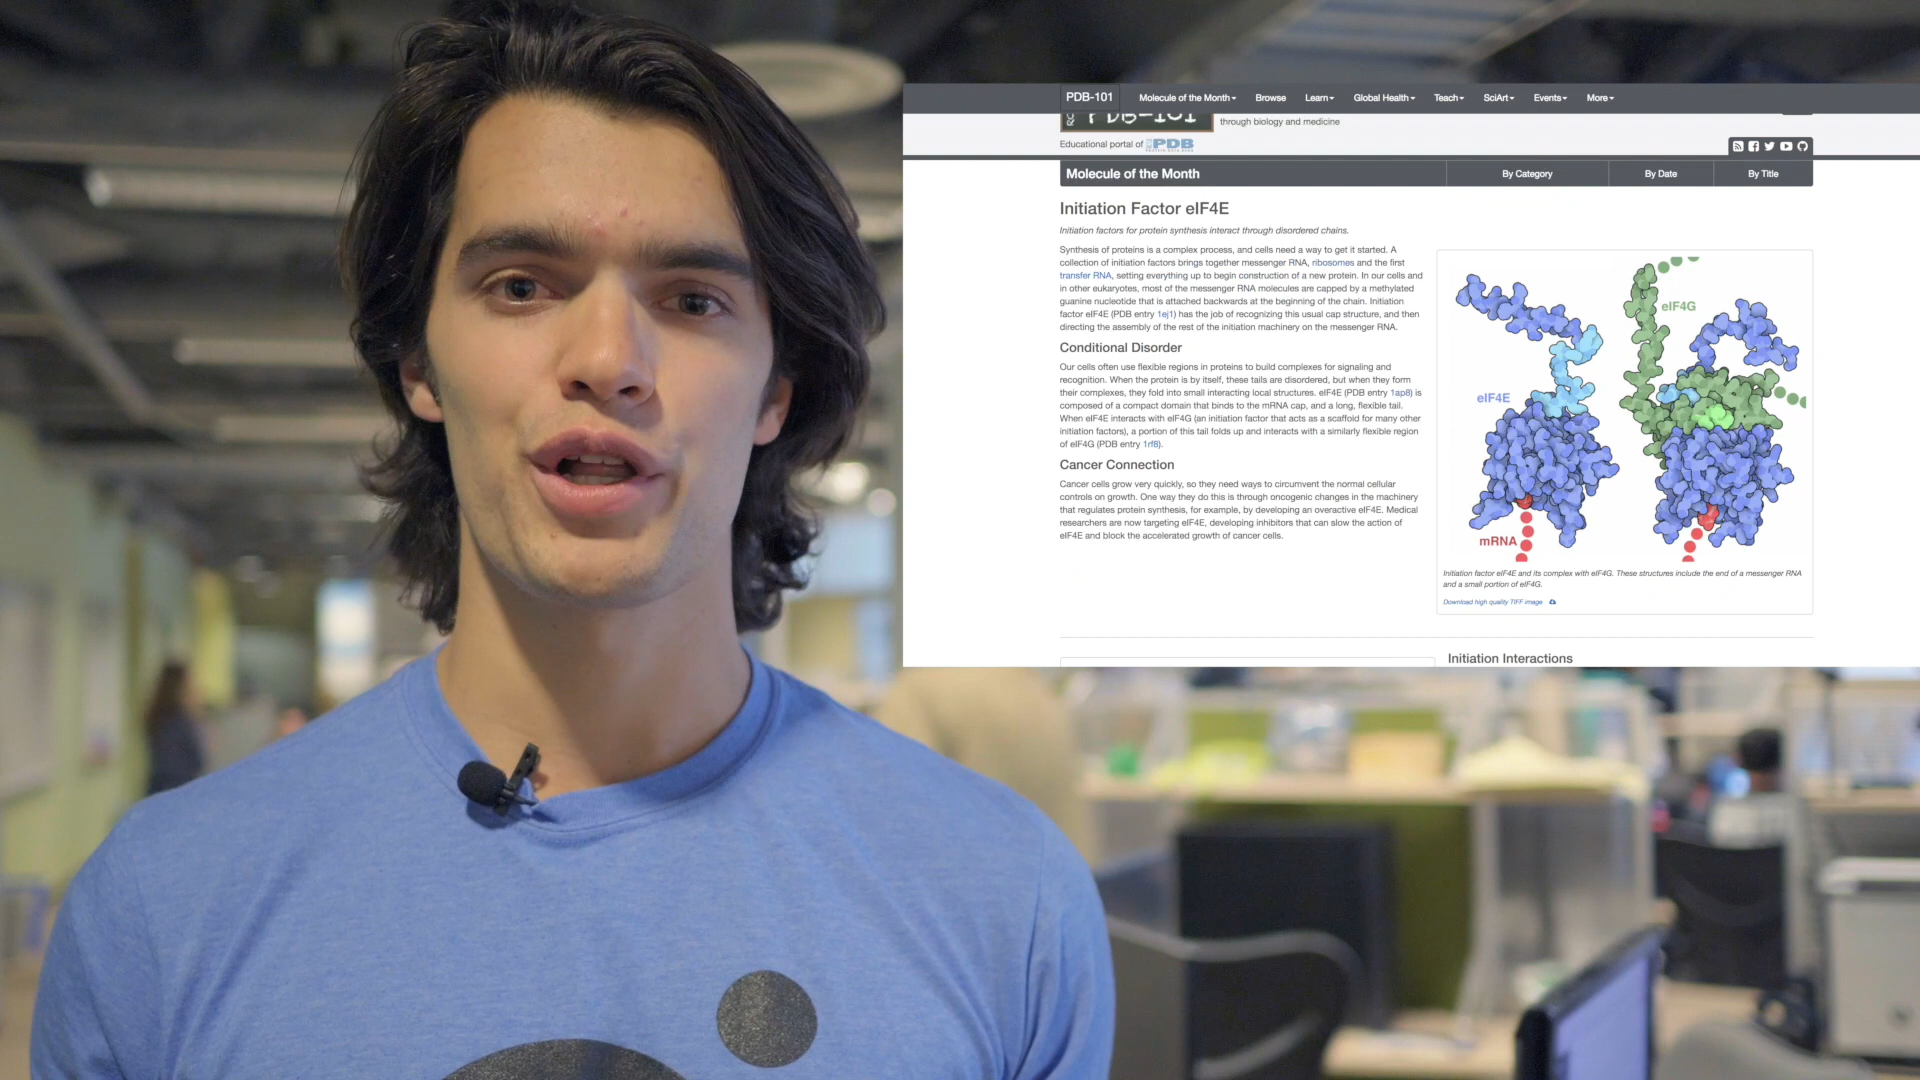 PDB-101 Molecule of the Month Browse Learn Global Health Teach SciArt Events More
PDB-101
through biology and medicine
Educational portal of PDB
Molecule of the Month By Category By Date By Title
Initiation Factor eIF4E
Initiation factors for protein synthesis interact through disordered chains.
Synthesis of proteins is a complex process, and cells need a way to get it started. A
collection of initiation factors brings together messenger RNA, ribosomes and the first
transfer RNA, setting everything up to begin construction of a new protein. In our cells and
in other eukaryotes, most of the messenger RNA molecules are capped by a methylated
guanine nucleotide that is attached backwards at the beginning of the chain. Initiation
factor eIF4E (PDB entry 1ej1) has the job of recognizing this usual cap structure, and then
directing the assembly of the rest of the initiation machinery on the messenger RNA.
Conditional Disorder
Our cells often use flexible regions in proteins to build complexes for signaling and
recognition. When the protein is by itself, these tails are disordered, but when they form
their complexes, they fold into small interacting local structures. eIF4E (PDB entry 1ap8) is
composed of a compact domain that binds to the mRNA cap, and a long, flexible tail.
When eIF4E interacts with eIF4G (an initiation factor that acts as a scaffold for many other
initiation factors), a portion of this tail folds up and interacts with a similarly flexible region
of eIF4G (PDB entry 1rf8).
Cancer Connection
Cancer cells grow very quickly, so they need ways to circumvent the normal cellular
controls on growth. One way they do this is through oncogenic changes in the machinery
that regulates protein synthesis, for example, by developing an overactive eIF4E. Medical
researchers are now targeting eIF4E, developing inhibitors that can slow the action of
eIF4E and block the accelerated growth of cancer cells.
eIF4G
eIF4E
mRNA
Initiation factor eIF4E and its complex with eIF4G. These structures include the end of a messenger RNA
and a small portion of eIF4G.
Download high quality TIFF image
Initiation Interactions